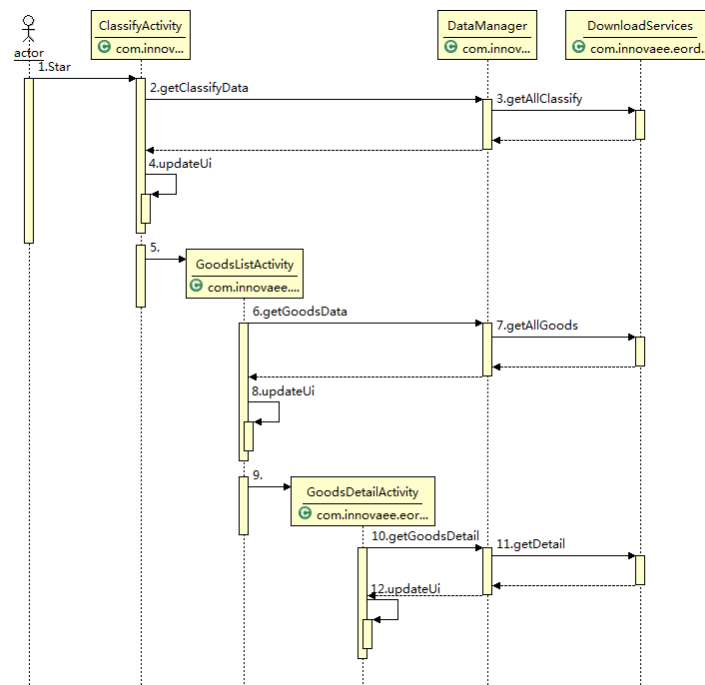 ClassifyActivity
C com.innov...
DataManager
C com.innov...
DownloadServices
C com.innovaee.eord.
actor
1.Star
2.getClassifyData
3.getAllClassify
4.updateUi
5.
GoodsListActivity
C com.innovaee....
6.getGoodsData
7.getAllGoods
8.updateUi
9.
GoodsDetailActivity
C com.innovaee.eor...
10.getGoodsDetail
11.getDetail
12.updateUi